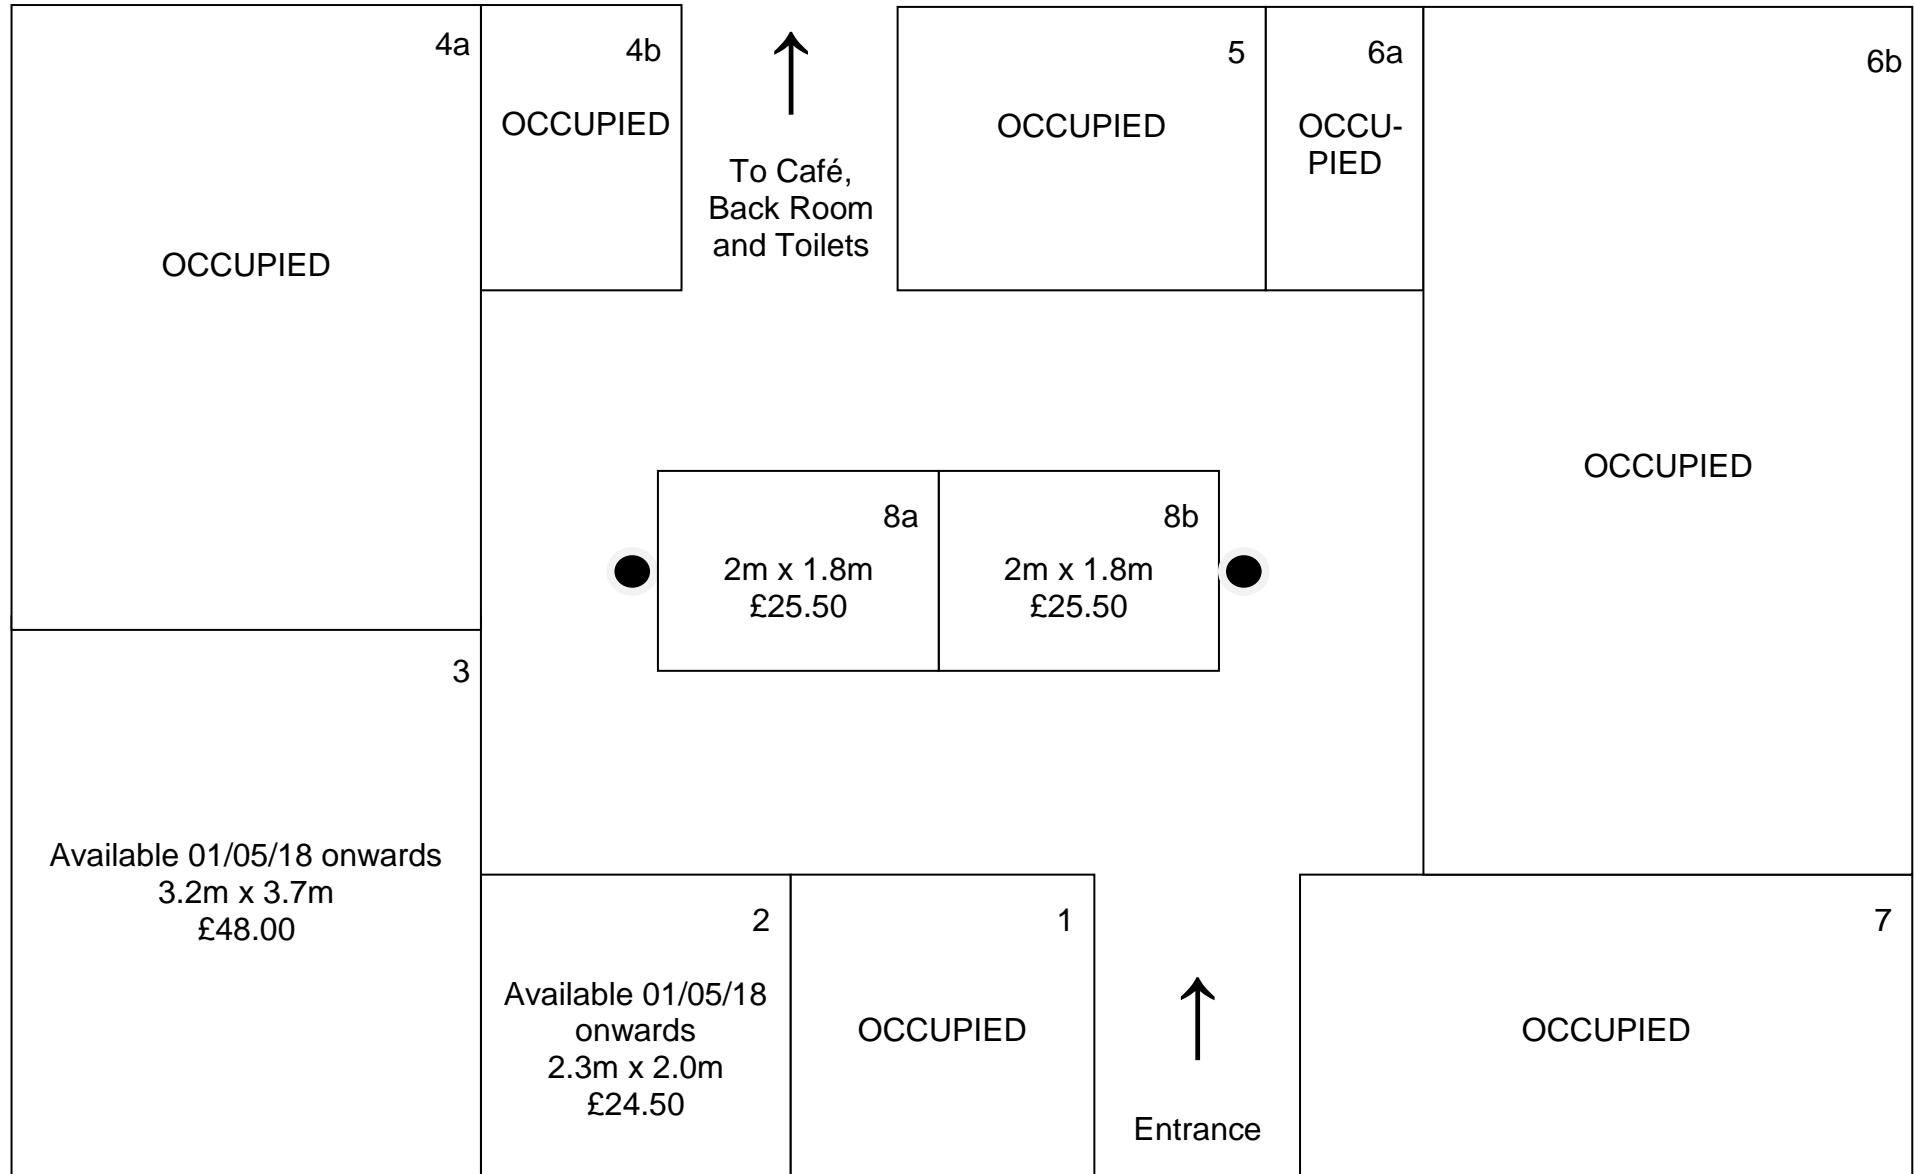 4a
OCCUPIED
4b
OCCUPIED
To Café,
Back Room
and Toilets
5
OCCUPIED
6a
OCCU-
PIED
6b
OCCUPIED
8a
2m x 1.8m
£25.50
8b
2m x 1.8m
£25.50
3
Available 01/05/18 onwards
3.2m x 3.7m
£48.00
2
Available 01/05/18
onwards
2.3m x 2.0m
£24.50
1
OCCUPIED
Entrance
7
OCCUPIED